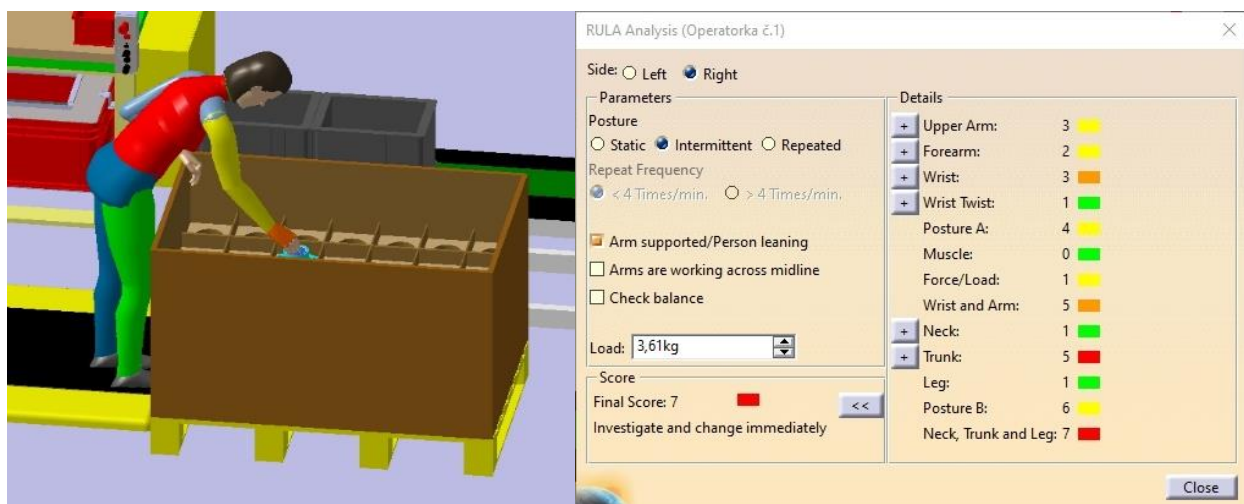 RULA Analysis (Operatorka č.1)
Side: Left Right
Parameters
Posture
Static Intermittent Repeated
Repeat Frequency
< 4 Times/min. > 4 Times/min.
Arm supported/Person leaning
Arms are working across midline
Check balance
Load: 3,61kg
Score
Final Score: 7
<<
Investigate and change immediately
Details
+ Upper Arm: 3
+ Forearm: 2
+ Wrist: 3
+ Wrist Twist: 1
Posture A: 4
Muscle: 0
Force/Load: 1
Wrist and Arm: 5
+ Neck: 1
+ Trunk: 5
Leg: 1
Posture B: 6
Neck, Trunk and Leg: 7
Close